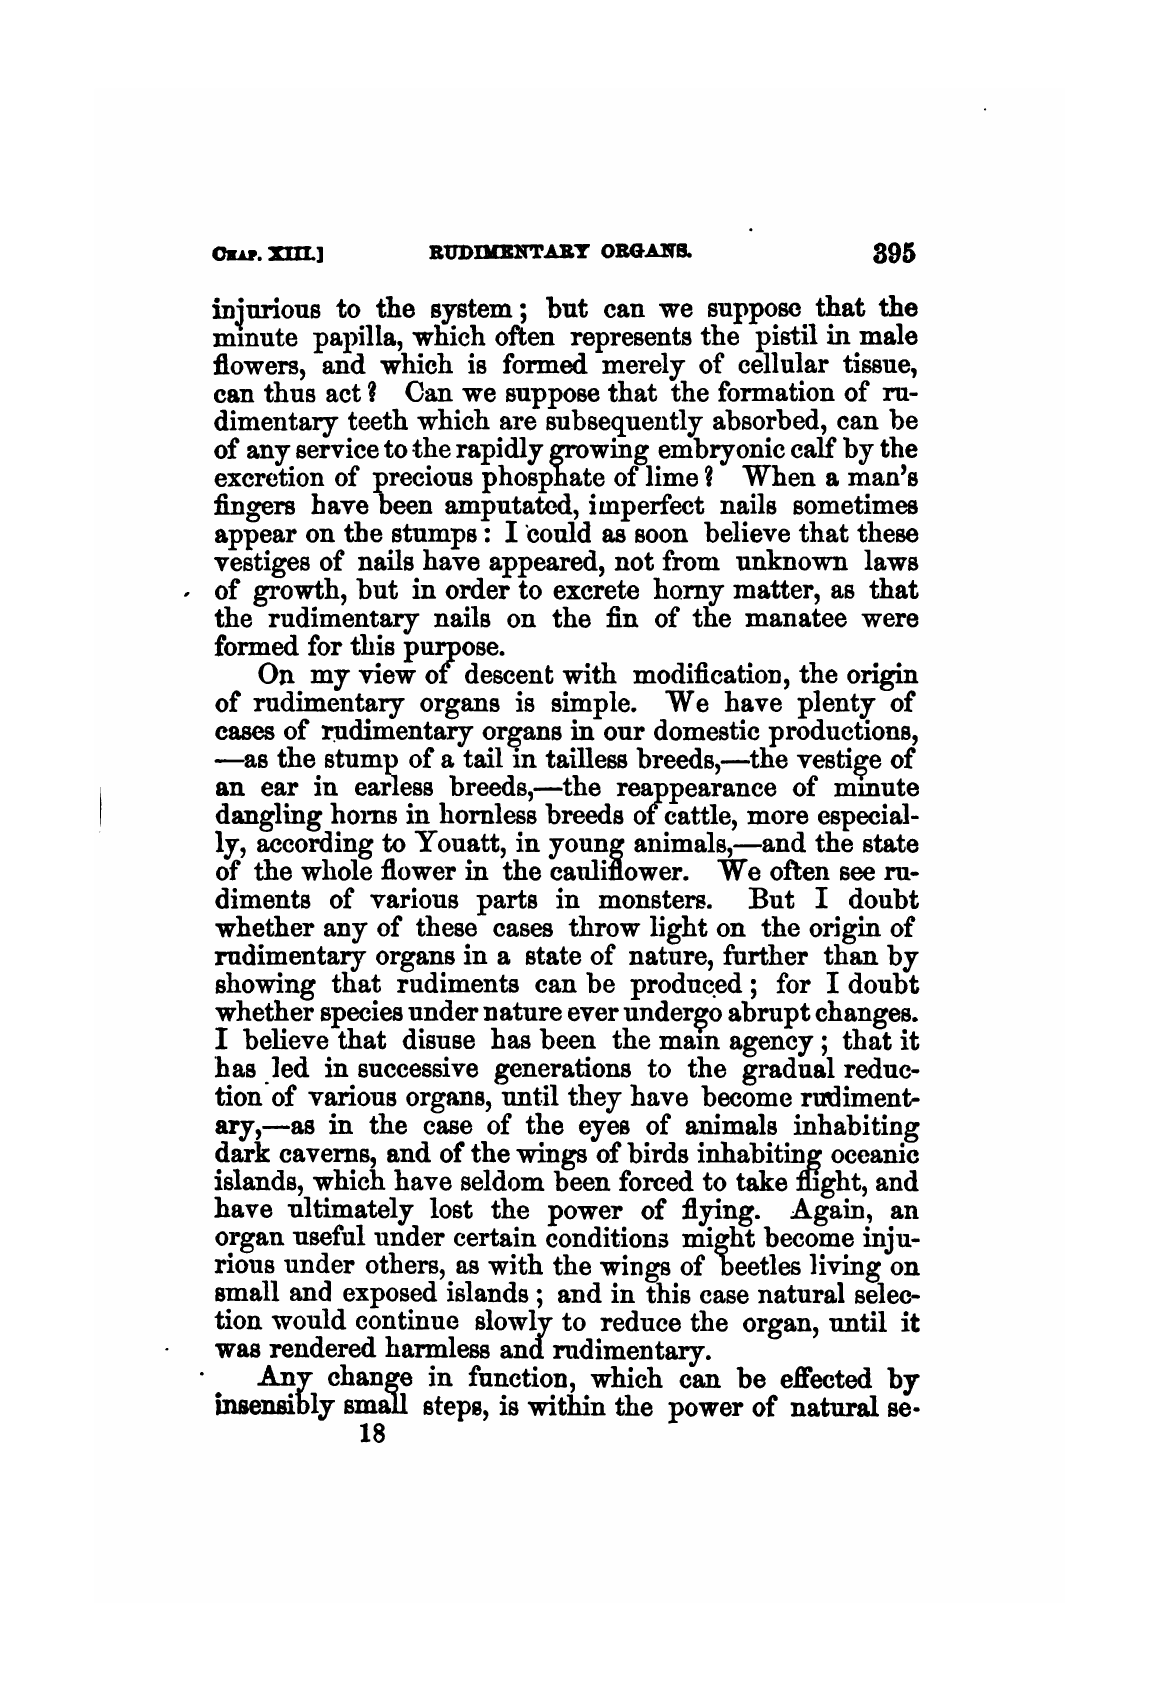 CHAP. XIII.] RUDIMENTARY ORGANS. 395
injurious to the system; but can we suppose that the
minute papilla, which often represents the pistil in male
flowers, and which is formed merely of cellular tissue,
can thus act? Can we suppose that the formation of ru-
dimentary teeth which are subsequently absorbed, can be
of any service to the rapidly growing embryonic calf by the
excretion of precious phosphate of lime? When a man's
fingers have been amputated, imperfect nails sometimes
appear on the stumps: I could as soon believe that these
vestiges of nails have appeared, not from unknown laws
of growth, but in order to excrete horny matter, as that
the rudimentary nails on the fin of the manatee were
formed for this purpose.
On my view of descent with modification, the origin
of rudimentary organs is simple. We have plenty of
cases of rudimentary organs in our domestic productions,
—as the stump of a tail in tailless breeds,—the vestige of
an ear in earless breeds,—the reappearance of minute
dangling horns in hornless breeds of cattle, more especial-
ly, according to Youatt, in young animals,—and the state
of the whole flower in the cauliflower. We often see ru-
diments of various parts in monsters. But I doubt
whether any of these cases throw light on the origin of
rudimentary organs in a state of nature, further than by
showing that rudiments can be produced; for I doubt
whether species under nature ever undergo abrupt changes.
I believe that disuse has been the main agency; that it
has led in successive generations to the gradual reduc-
tion of various organs, until they have become rudiment-
ary,—as in the case of the eyes of animals inhabiting
dark caverns, and of the wings of birds inhabiting oceanic
islands, which have seldom been forced to take flight, and
have ultimately lost the power of flying. Again, an
organ useful under certain conditions might become inju-
rious under others, as with the wings of beetles living on
small and exposed islands; and in this case natural selec-
tion would continue slowly to reduce the organ, until it
was rendered harmless and rudimentary.
Any change in function, which can be effected by
insensibly small steps, is within the power of natural se-
18